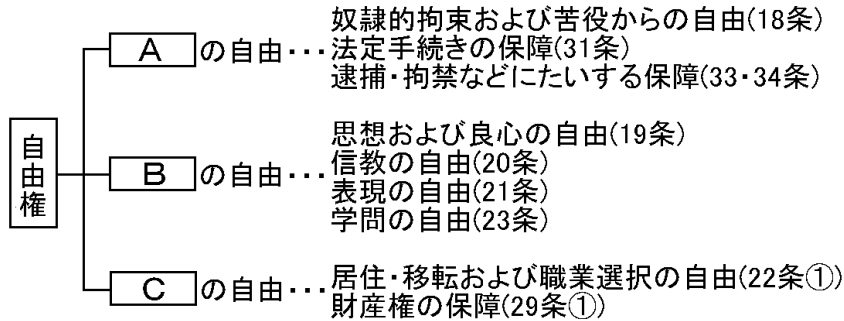 奴隷的拘束および苦役からの自由(18条)
A の自由・・・法定手続きの保障(31条)
逮捕・拘禁などにたいする保障(33・34条)
自由権
思想および良心の自由(19条)
B の自由・・・信教の自由(20条)
表現の自由(21条)
学問の自由(23条)
C の自由・・・居住・移転および職業選択の自由(22条①)
財産権の保障(29条①)